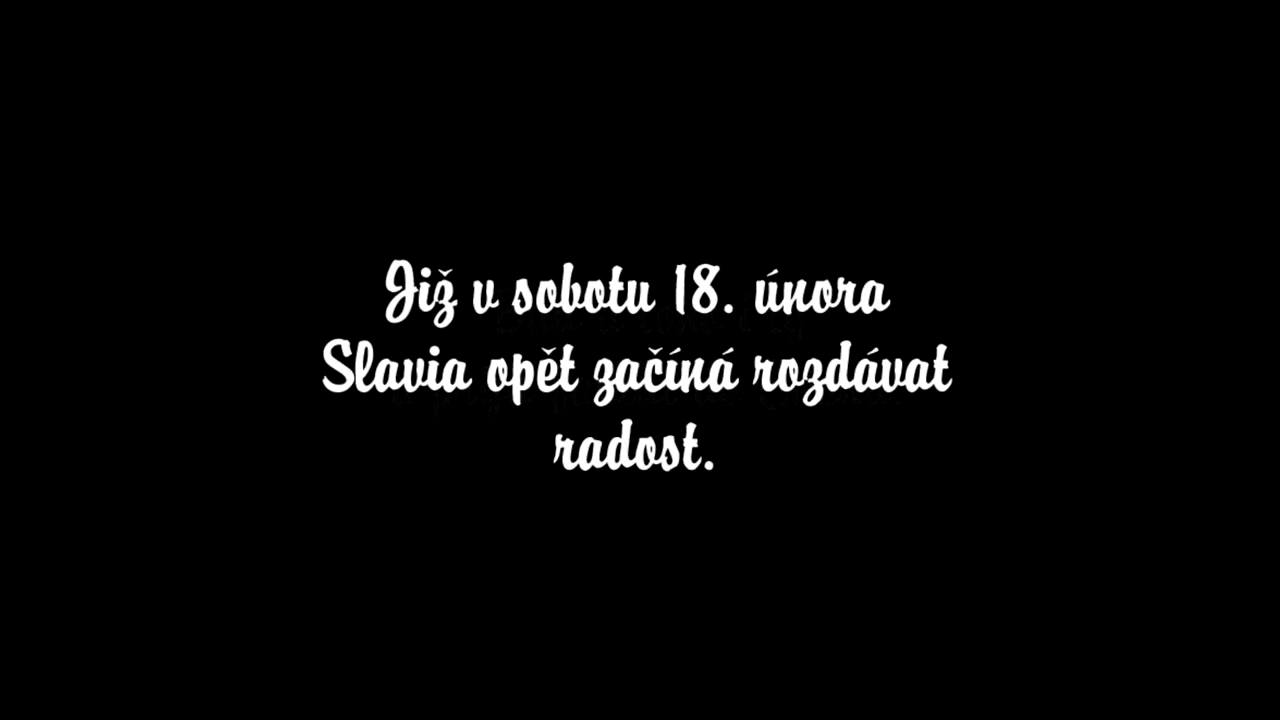 Již v sobotu 18. února
Slavia opět začíná rozdávat
radost.